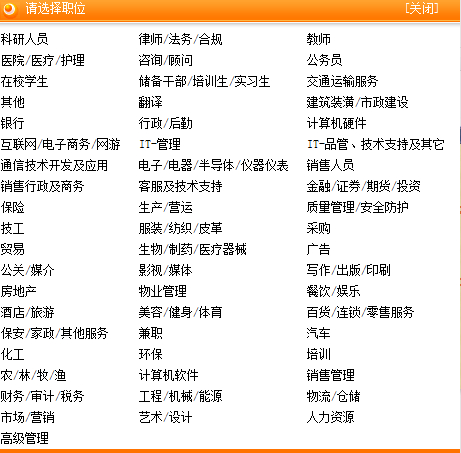 请选择职位 [关闭]
科研人员 律师/法务/合规 教师
医院/医疗/护理 咨询/顾问 公务员
在校学生 储备干部/培训生/实习生 交通运输服务
其他 翻译 建筑装潢/市政建设
银行 行政/后勤 计算机硬件
互联网/电子商务/网游 IT-管理 IT-品管、技术支持及其它
通信技术开发及应用 电子/电器/半导体/仪器仪表 销售人员
销售行政及商务 客服及技术支持 金融/证券/期货/投资
保险 生产/营运 质量管理/安全防护
技工 服装/纺织/皮革 采购
贸易 生物/制药/医疗器械 广告
公关/媒介 影视/媒体 写作/出版/印刷
房地产 物业管理 餐饮/娱乐
酒店/旅游 美容/健身/体育 百货/连锁/零售服务
保安/家政/其他服务 兼职 汽车
化工 环保 培训
农/林/牧/渔 计算机软件 销售管理
财务/审计/税务 工程/机械/能源 物流/仓储
市场/营销 艺术/设计 人力资源
高级管理